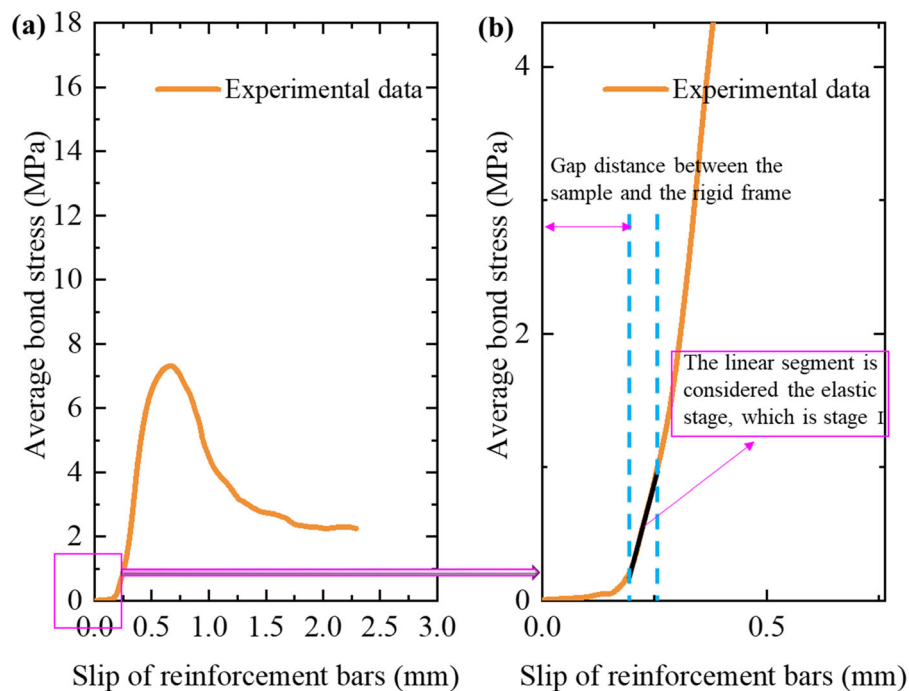 (a)
18
16
14
12
10
8
6
4
2
0
Average bond stress (MPa)
Experimental data
0.0 0.5 1.0 1.5 2.0 2.5 3.0
Slip of reinforcement bars (mm)
(b)
4
2
0
Average bond stress (MPa)
Experimental data
Gap distance between the
sample and the rigid frame
The linear segment is
considered the elastic
stage, which is stage I
0.0 0.5
Slip of reinforcement bars (mm)